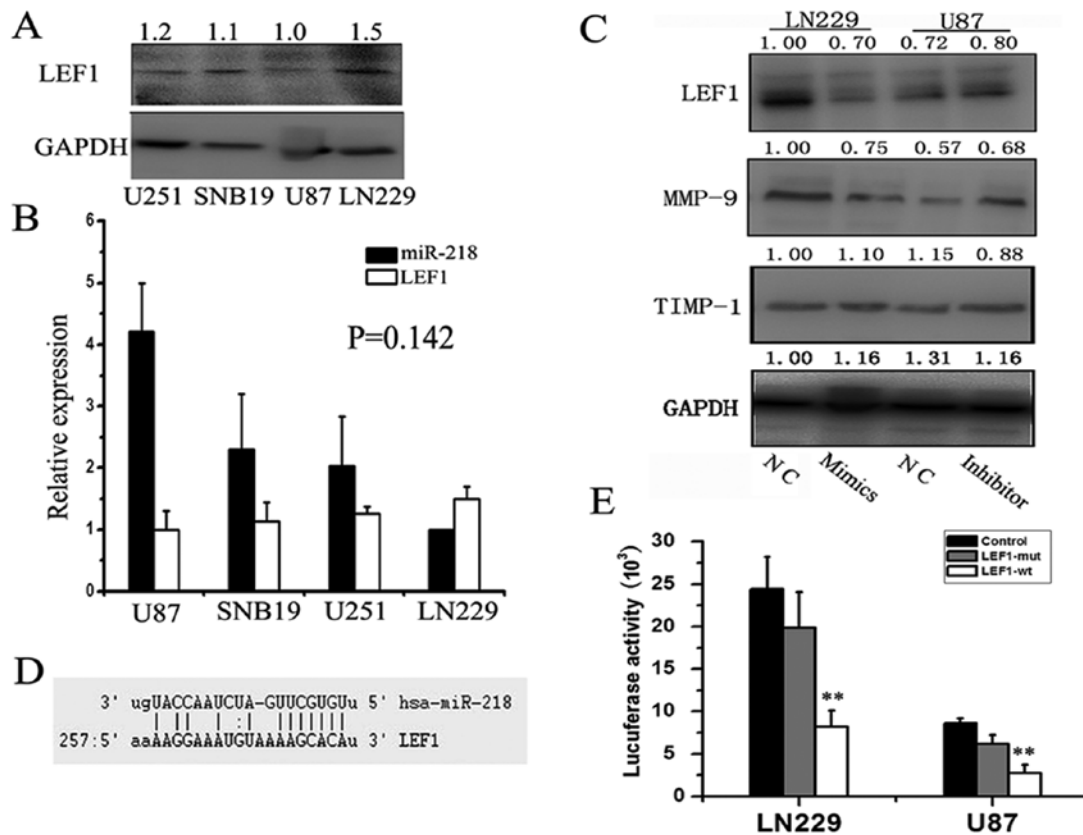 A
1.2 1.1 1.0 1.5
LEF1
GAPDH
U251 SNB19 U87 LN229
B
6
5
4
3
2
1
0
Relative expression
miR-218
LEF1
P=0.142
U87 SNB19 U251 LN229
C
LN229 U87
1.00 0.70 0.72 0.80
LEF1
1.00 0.75 0.57 0.68
MMP-9
1.00 1.10 1.15 0.88
TIMP-1
1.00 1.16 1.31 1.16
GAPDH
NC Mimics NC Inhibitor
D
3' ugUACCAAUCUA-GUUCGUGUu 5' hsa-miR-218
| || | :| |||||||
257:5' aaAAGGAAAUGUAAAAGCACAu 3' LEF1
E
30
25
20
15
10
5
0
Lucuferase activity (10³)
Control
LEF1-mut
LEF1-wt
**
**
LN229 U87